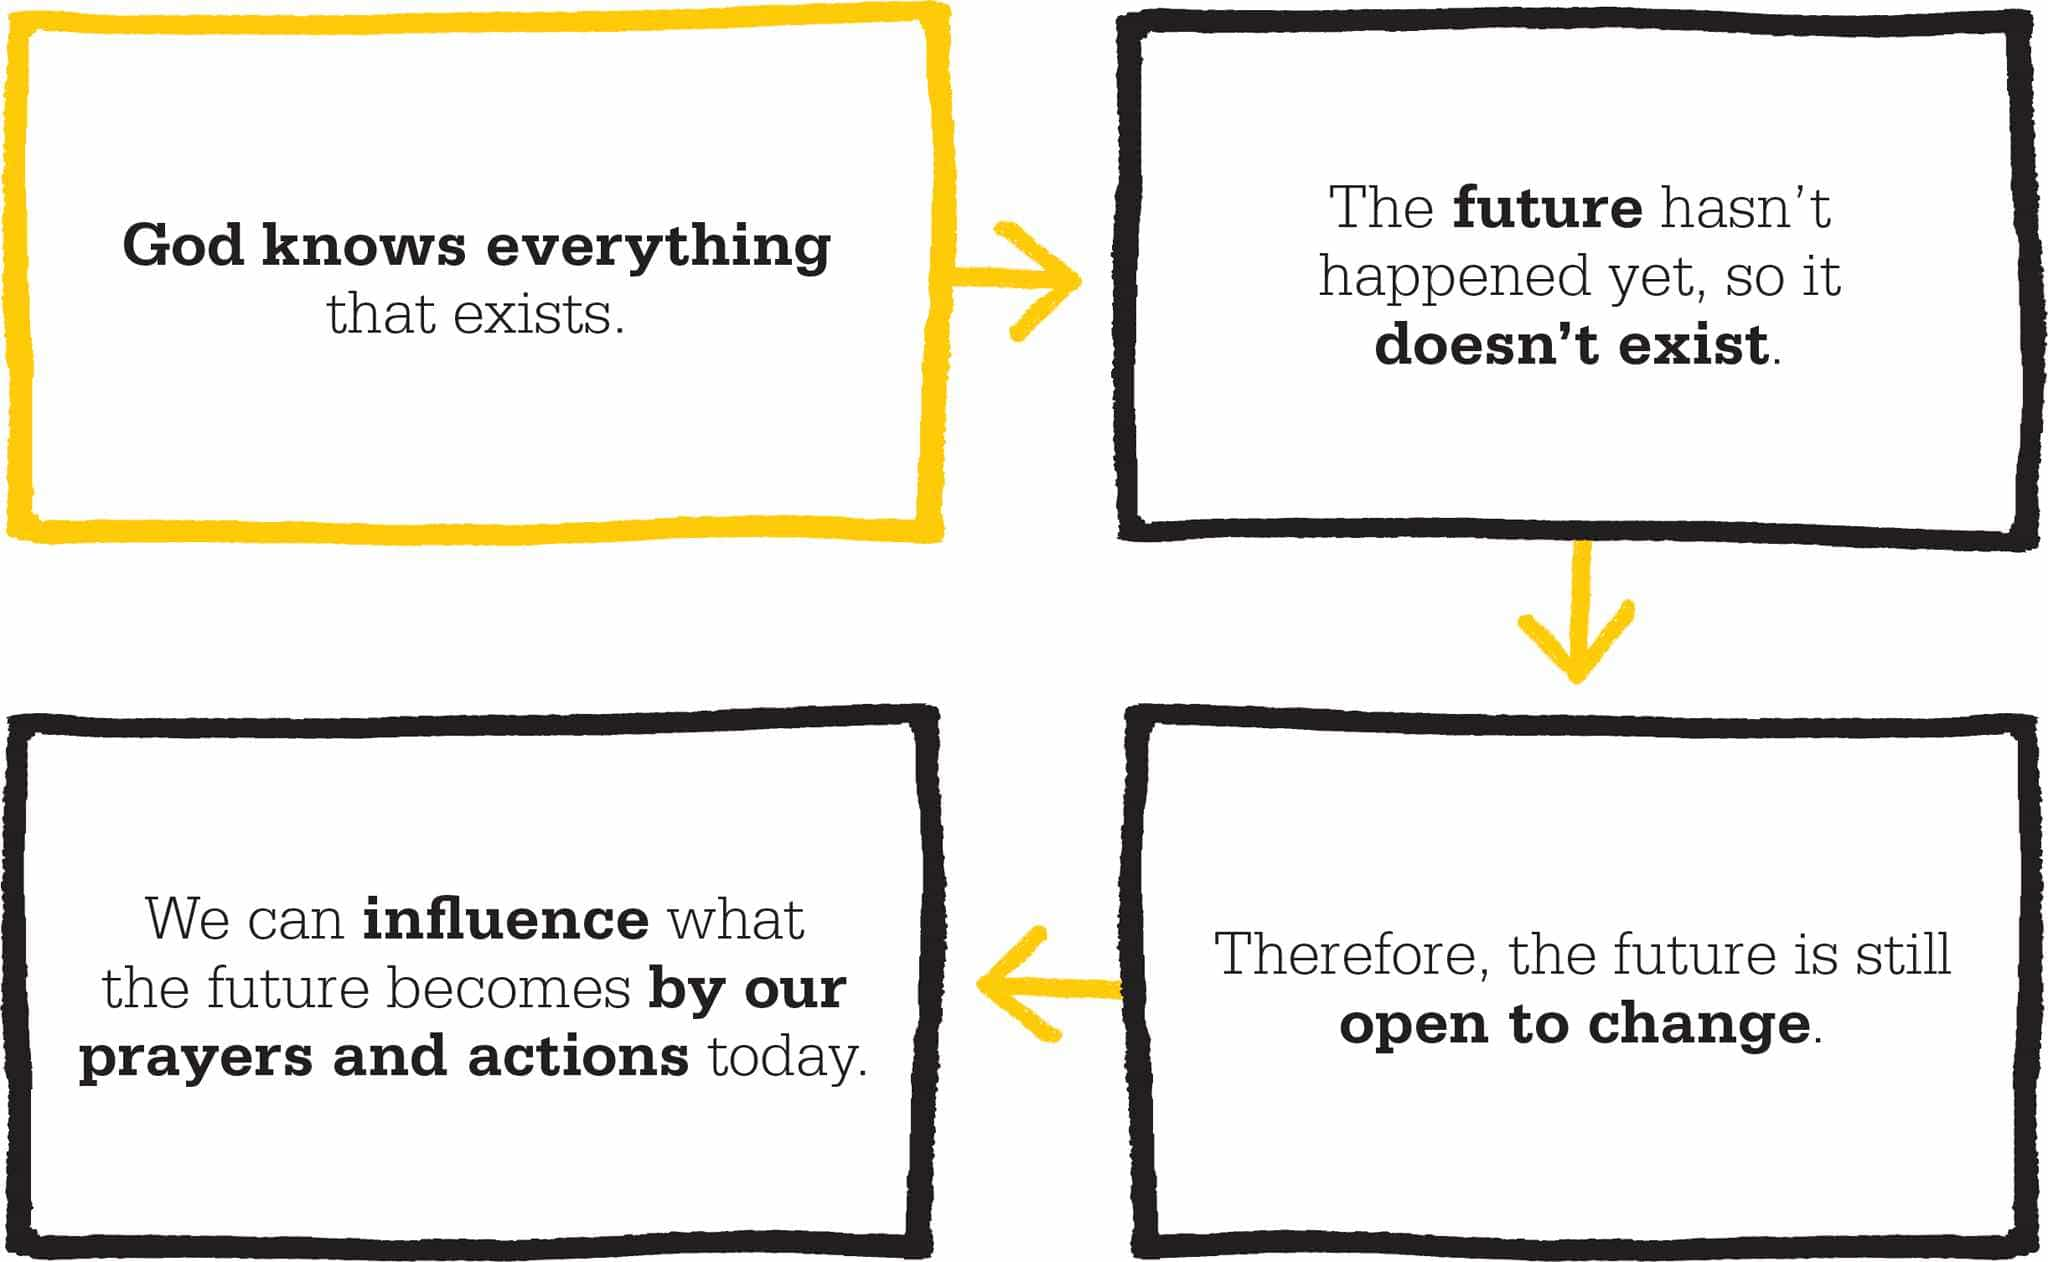 God knows everything
that exists.
The future hasn’t
happened yet, so it
doesn’t exist.
Therefore, the future is still
open to change.
We can influence what
the future becomes by our
prayers and actions today.